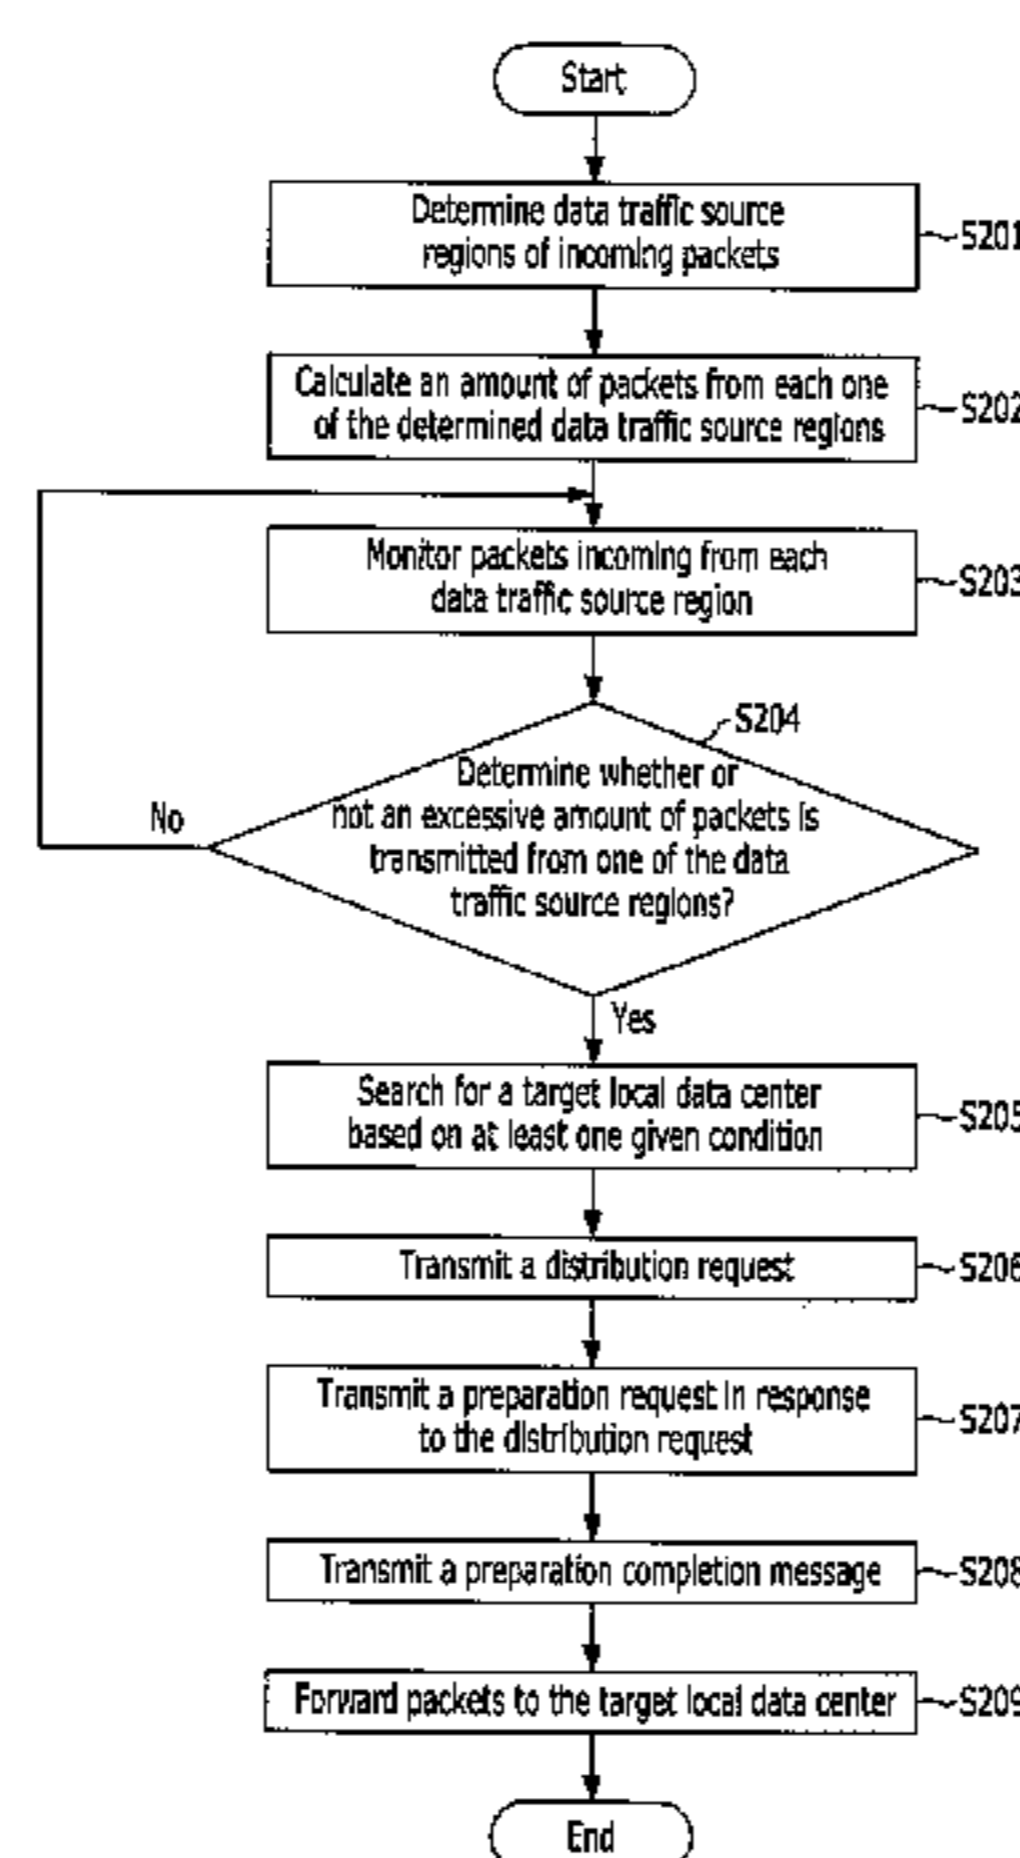 Start
Determine data traffic source
regions of incoming packets
S201
Calculate an amount of packets from each one
of the determined data traffic source regions
S202
Monitor packets incoming from each
data traffic source region
S203
S204
Determine whether or
not an excessive amount of packets is
transmitted from one of the data
traffic source regions?
No
Yes
Search for a target local data center
based on at least one given condition
S205
Transmit a distribution request
S206
Transmit a preparation request in response
to the distribution request
S207
Transmit a preparation completion message
S208
Forward packets to the target local data center
S209
End